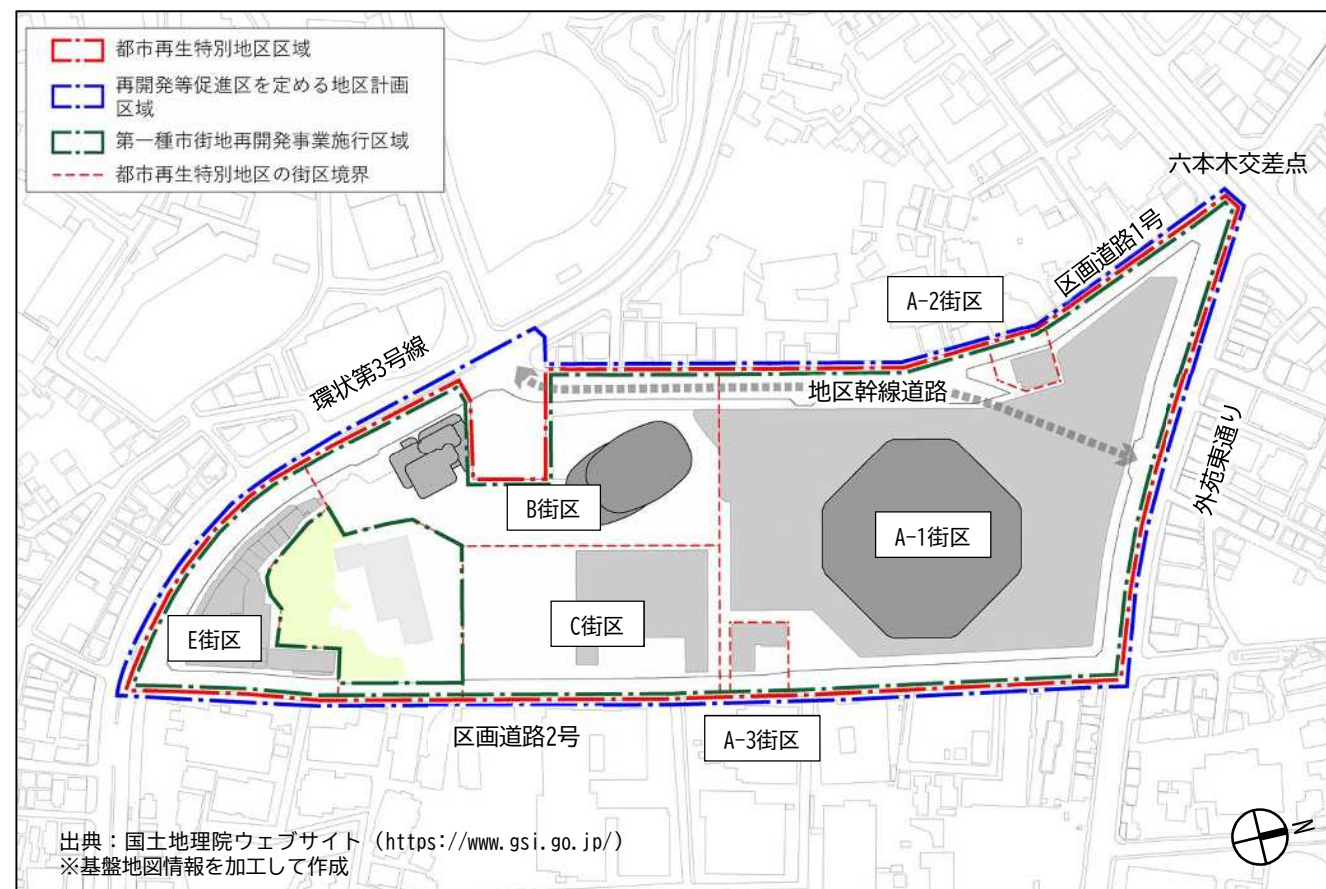 都市再生特別地区区域
再開発等促進区を定める地区計画
区域
第一種市街地再開発事業施行区域
都市再生特別地区の街区境界
六本木交差点
区画道路1号
A-2街区
環状第3号線
地区幹線道路
外苑東通り
B街区
A-1街区
C街区
E街区
区画道路2号
A-3街区
出典：国土地理院ウェブサイト（https://www.gsi.go.jp/）
※基盤地図情報を加工して作成
N